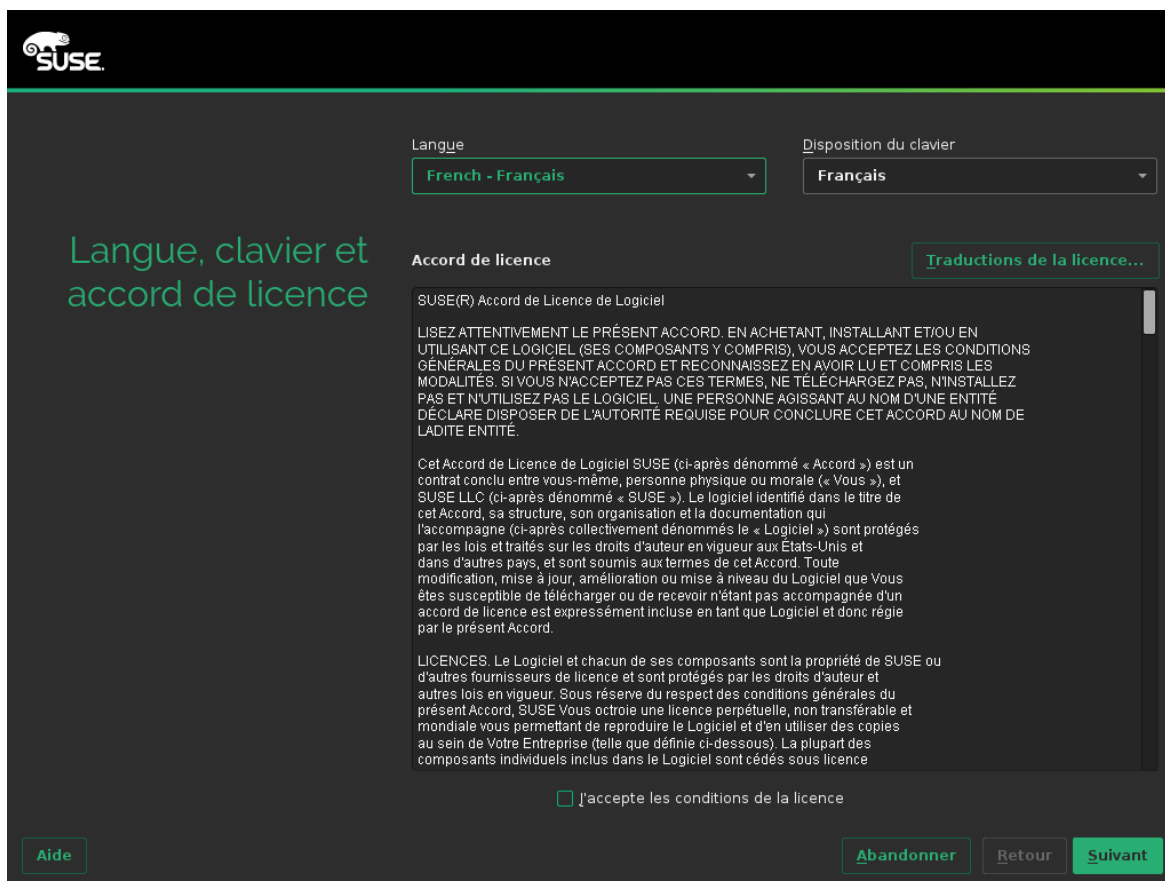 SUSE.
Langue
Disposition du clavier
French - Français
Français
Langue, clavier et
accord de licence
Accord de licence
Traductions de la licence...
SUSE(R) Accord de Licence de Logiciel
LISEZ ATTENTIVEMENT LE PRÉSENT ACCORD. EN ACHETANT, INSTALLANT ET/OU EN
UTILISANT CE LOGICIEL (SES COMPOSANTS Y COMPRIS), VOUS ACCEPTEZ LES CONDITIONS
GÉNÉRALES DU PRÉSENT ACCORD ET RECONNAISSEZ EN AVOIR LU ET COMPRIS LES
MODALITÉS. SI VOUS N'ACCEPTEZ PAS CES TERMES, NE TÉLÉCHARGEZ PAS, N'INSTALLEZ
PAS ET N'UTILISEZ PAS LE LOGICIEL. UNE PERSONNE AGISSANT AU NOM D'UNE ENTITÉ
DÉCLARE DISPOSER DE L'AUTORITÉ REQUISE POUR CONCLURE CET ACCORD AU NOM DE
LADITE ENTITÉ.
Cet Accord de Licence de Logiciel SUSE (ci-après dénommé « Accord ») est un
contrat conclu entre vous-même, personne physique ou morale (« Vous »), et
SUSE LLC (ci-après dénommé « SUSE »). Le logiciel identifié dans le titre de
cet Accord, sa structure, son organisation et la documentation qui
l'accompagne (ci-après collectivement dénommés le « Logiciel ») sont protégés
par les lois et traités sur les droits d'auteur en vigueur aux États-Unis et
dans d'autres pays, et sont soumis aux termes de cet Accord. Toute
modification, mise à jour, amélioration ou mise à niveau du Logiciel que Vous
êtes susceptible de télécharger ou de recevoir n'étant pas accompagnée d'un
accord de licence est expressément incluse en tant que Logiciel et donc régie
par le présent Accord.
LICENCES. Le Logiciel et chacun de ses composants sont la propriété de SUSE ou
d'autres fournisseurs de licence et sont protégés par les droits d'auteur et
autres lois en vigueur. Sous réserve du respect des conditions générales du
présent Accord, SUSE Vous octroie une licence perpétuelle, non transférable et
mondiale vous permettant de reproduire le Logiciel et d'en utiliser des copies
au sein de Votre Entreprise (telle que définie ci-dessous). La plupart des
composants individuels inclus dans le Logiciel sont cédés sous licence
J'accepte les conditions de la licence
Aide
Abandonner
Retour
Suivant